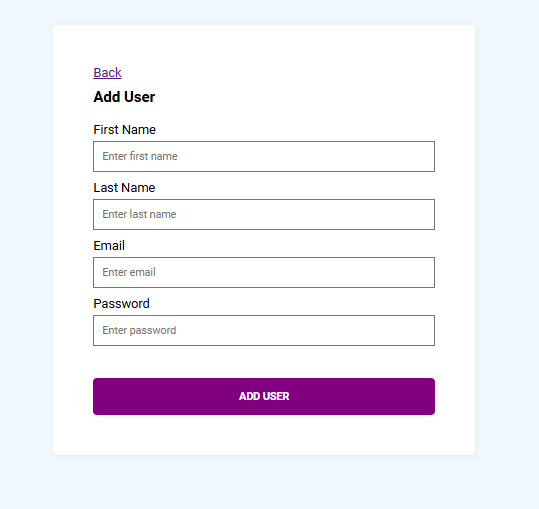 Back
Add User
First Name
Enter first name
Last Name
Enter last name
Email
Enter email
Password
Enter password
ADD USER